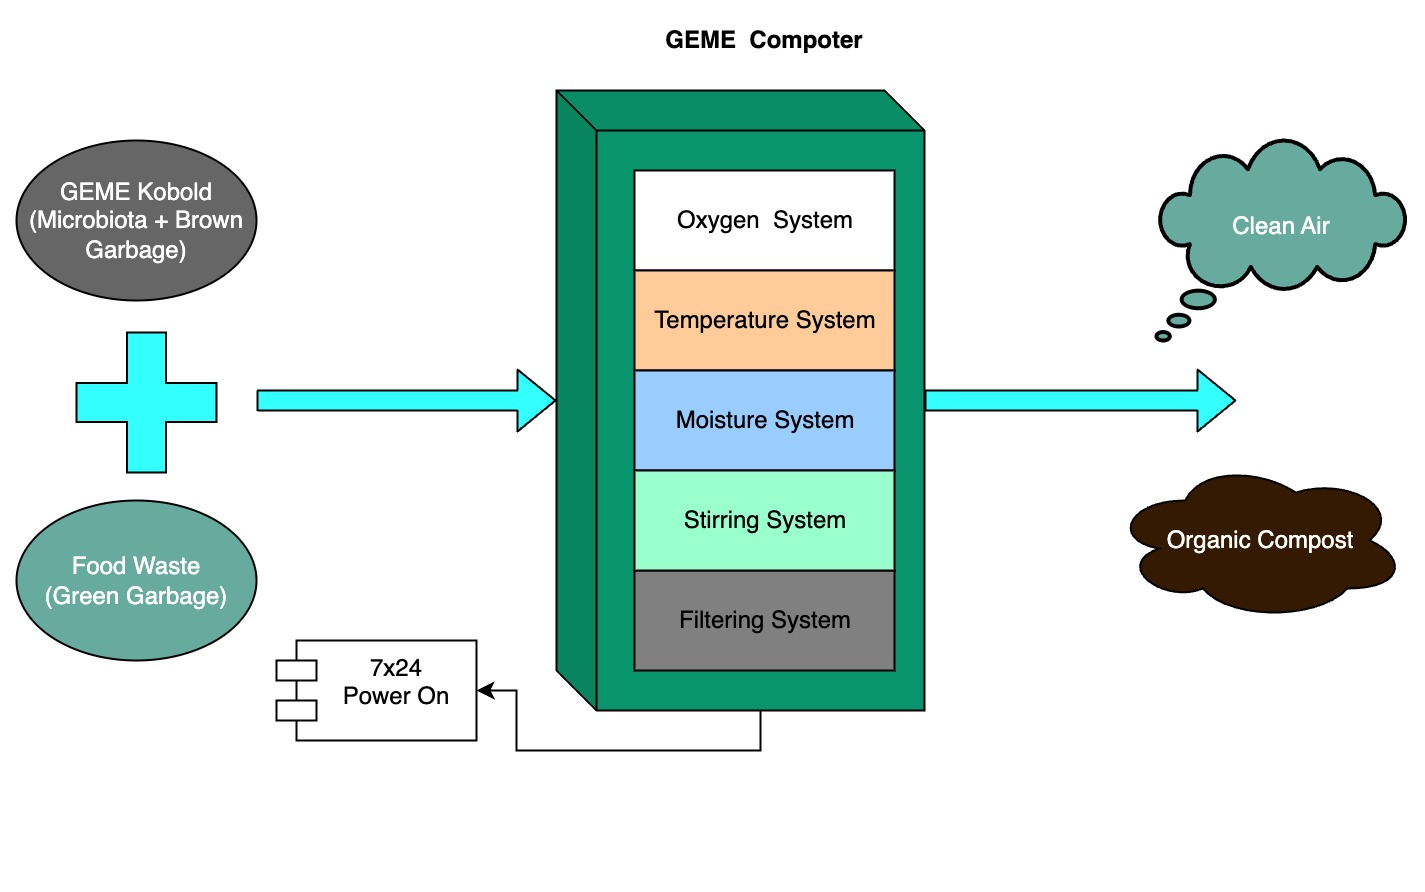 GEME  Compoter
GEME Kobold
(Microbiota + Brown
Garbage)
Food Waste
(Green Garbage)
7x24
Power On
Oxygen  System
Temperature System
Moisture System
Stirring System
Filtering System
Clean Air
Organic Compost